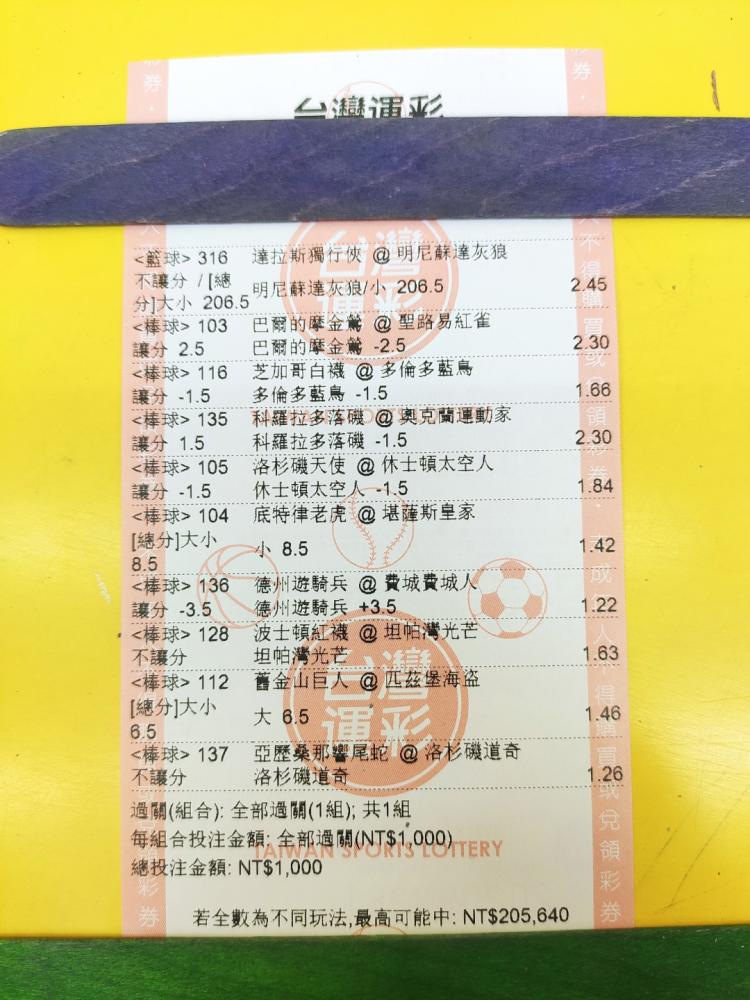 台灣運彩
<籃球> 316 達拉斯獨行俠 @ 明尼蘇達灰狼
不讓分 / [總分]大小 206.5 明尼蘇達灰狼/小 206.5 2.45
<棒球> 103 巴爾的摩金鶯 @ 聖路易紅雀
讓分 2.5 巴爾的摩金鶯 -2.5 2.30
<棒球> 116 芝加哥白襪 @ 多倫多藍鳥
讓分 -1.5 多倫多藍鳥 -1.5 1.66
<棒球> 135 科羅拉多落磯 @ 奧克蘭運動家
讓分 1.5 科羅拉多落磯 -1.5 2.30
<棒球> 105 洛杉磯天使 @ 休士頓太空人
讓分 -1.5 休士頓太空人 -1.5 1.84
<棒球> 104 底特律老虎 @ 堪薩斯皇家
[總分]大小
8.5 小 8.5 1.42
<棒球> 136 德州遊騎兵 @ 費城費城人
讓分 -3.5 德州遊騎兵 +3.5 1.22
<棒球> 128 波士頓紅襪 @ 坦帕灣光芒
不讓分 坦帕灣光芒 1.63
<棒球> 112 舊金山巨人 @ 匹茲堡海盜
[總分]大小
6.5 大 6.5 1.46
<棒球> 137 亞歷桑那響尾蛇 @ 洛杉磯道奇
不讓分 洛杉磯道奇 1.26
過關(組合): 全部過關(1組); 共1組
每組合投注金額: 全部過關(NT$1,000)
TAIWAN SPORTS LOTTERY
總投注金額: NT$1,000
若全數為不同玩法,最高可能中: NT$205,640
台灣運彩
台灣運彩